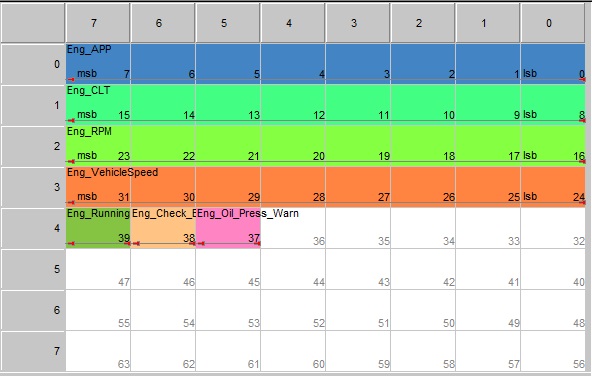 7 6 5 4 3 2 1 0
Eng_APP
0 msb 7 6 5 4 3 2 1 lsb 0
Eng_CLT
1 msb 15 14 13 12 11 10 9 lsb 8
Eng_RPM
2 msb 23 22 21 20 19 18 17 lsb 16
Eng_VehicleSpeed
3 msb 31 30 29 28 27 26 25 lsb 24
Eng_Running Eng_Check_E Eng_Oil_Press_Warn
4 39 38 37 36 35 34 33 32
5 47 46 45 44 43 42 41 40
6 55 54 53 52 51 50 49 48
7 63 62 61 60 59 58 57 56